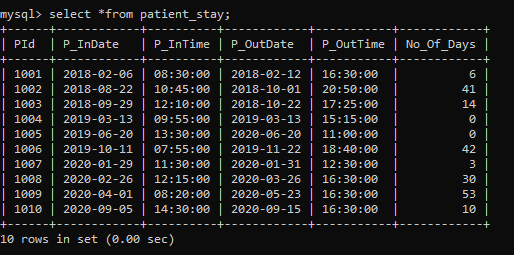 mysql> select *from patient_stay;
+------+------------+----------+------------+-----------+------------+
| PId  | P_InDate   | P_InTime | P_OutDate  | P_OutTime | No_Of_Days |
+------+------------+----------+------------+-----------+------------+
| 1001 | 2018-02-06 | 08:30:00 | 2018-02-12 | 16:30:00  |          6 |
| 1002 | 2018-08-22 | 10:45:00 | 2018-10-01 | 20:50:00  |         41 |
| 1003 | 2018-09-29 | 12:10:00 | 2018-10-22 | 17:25:00  |         14 |
| 1004 | 2019-03-13 | 09:55:00 | 2019-03-13 | 15:15:00  |          0 |
| 1005 | 2019-06-20 | 13:30:00 | 2020-06-20 | 11:00:00  |          0 |
| 1006 | 2019-10-11 | 07:55:00 | 2019-11-22 | 18:40:00  |         42 |
| 1007 | 2020-01-29 | 11:30:00 | 2020-01-31 | 12:30:00  |          3 |
| 1008 | 2020-02-26 | 12:15:00 | 2020-03-26 | 16:30:00  |         30 |
| 1009 | 2020-04-01 | 08:20:00 | 2020-05-23 | 16:30:00  |         53 |
| 1010 | 2020-09-05 | 14:30:00 | 2020-09-15 | 16:30:00  |         10 |
+------+------------+----------+------------+-----------+------------+
10 rows in set (0.00 sec)